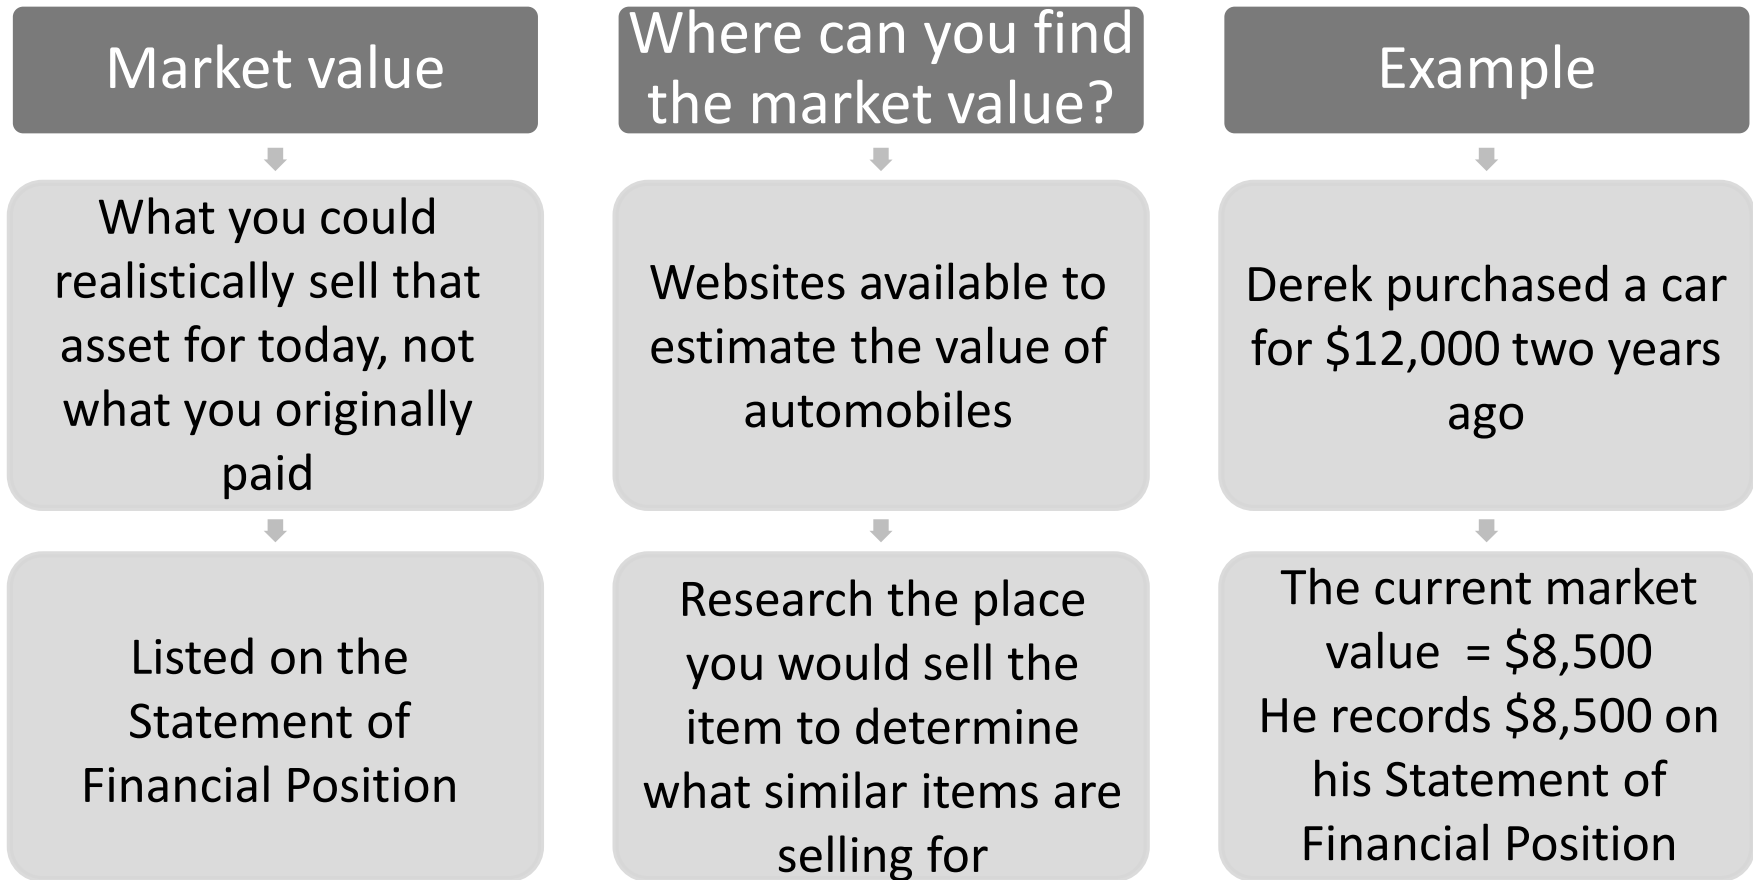 Market value
What you could
realistically sell that
asset for today, not
what you originally
paid
Listed on the
Statement of
Financial Position
Where can you find
the market value?
Websites available to
estimate the value of
automobiles
Research the place
you would sell the
item to determine
what similar items are
selling for
Example
Derek purchased a car
for $12,000 two years
ago
The current market
value  = $8,500
He records $8,500 on
his Statement of
Financial Position